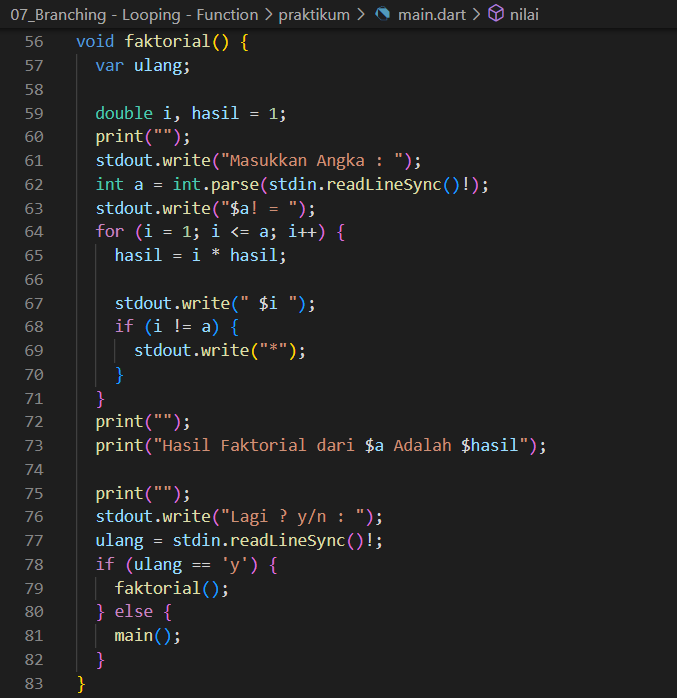 07_Branching - Looping - Function > praktikum > main.dart > nilai
56 void faktorial() {
57   var ulang;
58
59   double i, hasil = 1;
60   print("");
61   stdout.write("Masukkan Angka : ");
62   int a = int.parse(stdin.readLineSync()!);
63   stdout.write("$a! = ");
64   for (i = 1; i <= a; i++) {
65     hasil = i * hasil;
66
67     stdout.write(" $i ");
68     if (i != a) {
69       stdout.write("*");
70     }
71   }
72   print("");
73   print("Hasil Faktorial dari $a Adalah $hasil");
74
75   print("");
76   stdout.write("Lagi ? y/n : ");
77   ulang = stdin.readLineSync()!;
78   if (ulang == 'y') {
79     faktorial();
80   } else {
81     main();
82   }
83 }